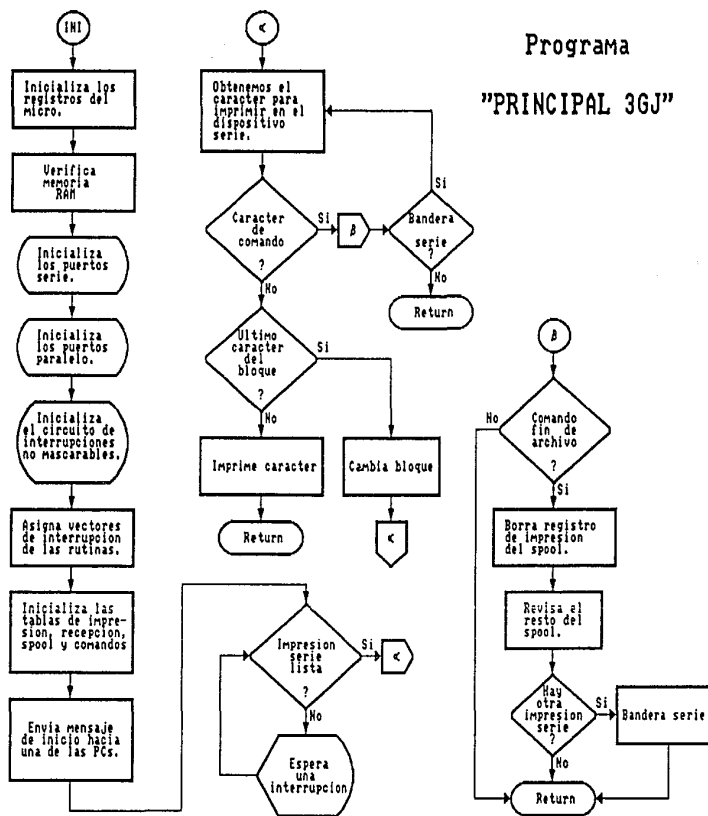 Programa
"PRINCIPAL 3GJ"
INI
Inicializa los
registros del
micro.
Verifica
memoria
RAM
Inicializa
los puertos
serie.
Inicializa
los puertos
paralelo.
Inicializa
el circuito de
interrupciones
no mascarables.
Asigna vectores
de interrupcion
de las rutinas.
Inicializa las
tablas de impre-
sion, recepcion,
spool y comandos
Envia mensaje
de inicio hacia
una de las PCs.
∝
Obtenemos el
caracter para
imprimir en el
dispositivo
serie.
Caracter
de
comando
?
Si
β
Bandera
serie
?
Si
No
Return
No
Ultimo
caracter
del
bloque
?
Si
No
Imprime caracter
Return
Cambia bloque
∝
Impresion
serie
lista
?
Si
∝
No
Espera
una
interrupcion
β
Comando
fin de
archivo
?
No
Si
Borra registro
de impresion
del spool.
Revisa el
resto del
spool.
Hay
otra
impresion
serie
?
Si
Bandera serie
No
Return